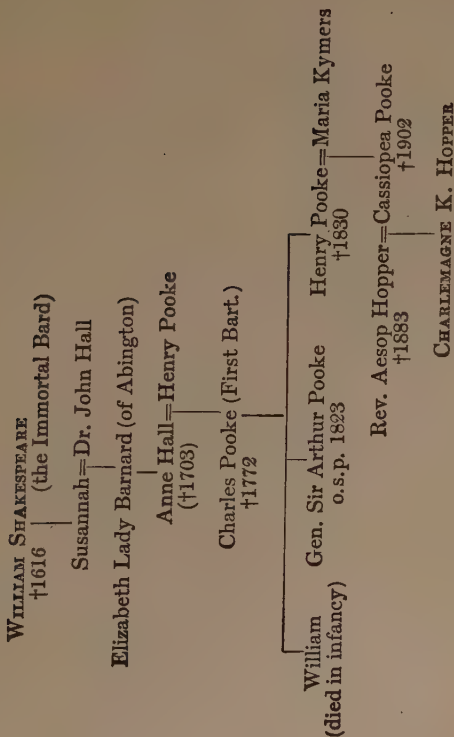 WILLIAM SHAKESPEARE
†1616 (the Immortal Bard)
Susannah=Dr. John Hall
Elizabeth Lady Barnard (of Abington)
Anne Hall=Henry Pooke
(†1703)
Charles Pooke (First Bart.)
†1772
William
(died in infancy)
Gen. Sir Arthur Pooke
o.s.p. 1823
Henry Pooke=Maria Kymers
†1830
Rev. Aesop Hopper=Cassiopea Pooke
†1883 †1902
CHARLEMAGNE K. HOPPER